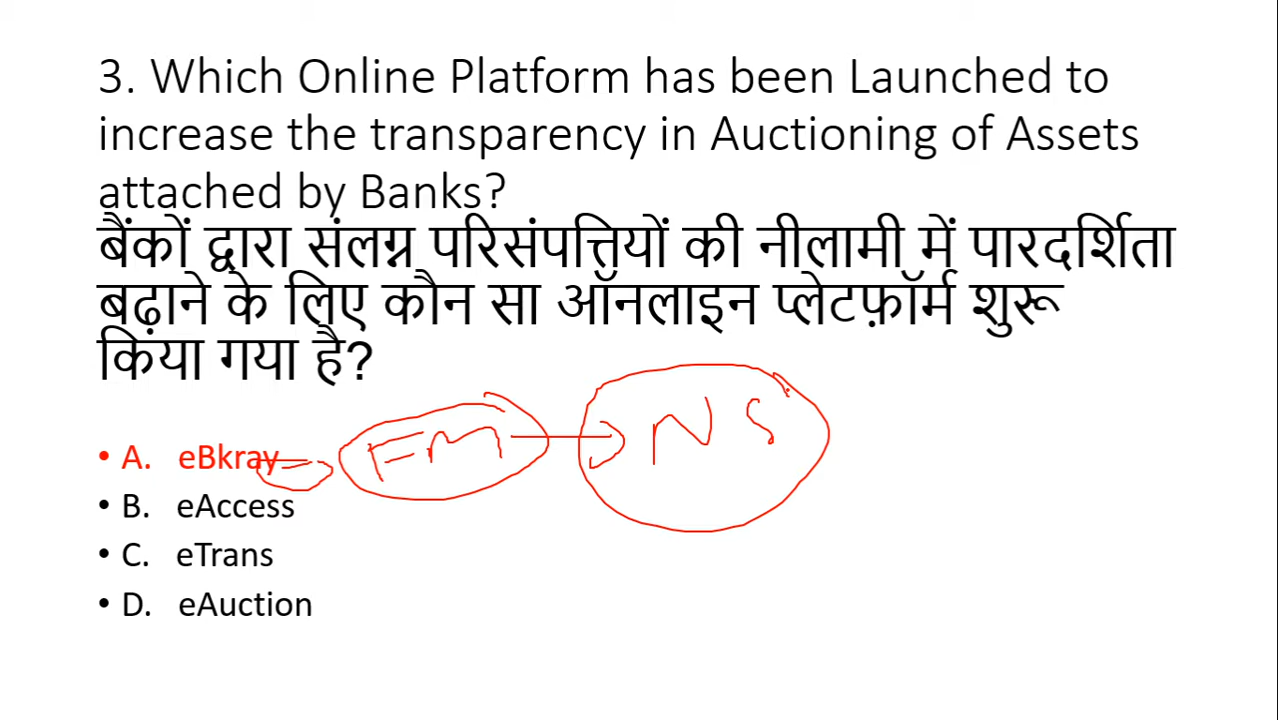 3. Which Online Platform has been Launched to
increase the transparency in Auctioning of Assets
attached by Banks?
बैंकों द्वारा संलग्न परिसंपत्तियों की नीलामी में पारदर्शिता
बढ़ाने के लिए कौन सा ऑनलाइन प्लेटफ़ॉर्म शुरू
किया गया है?
• A. eBkray
FM
NS
• B. eAccess
• C. eTrans
• D. eAuction